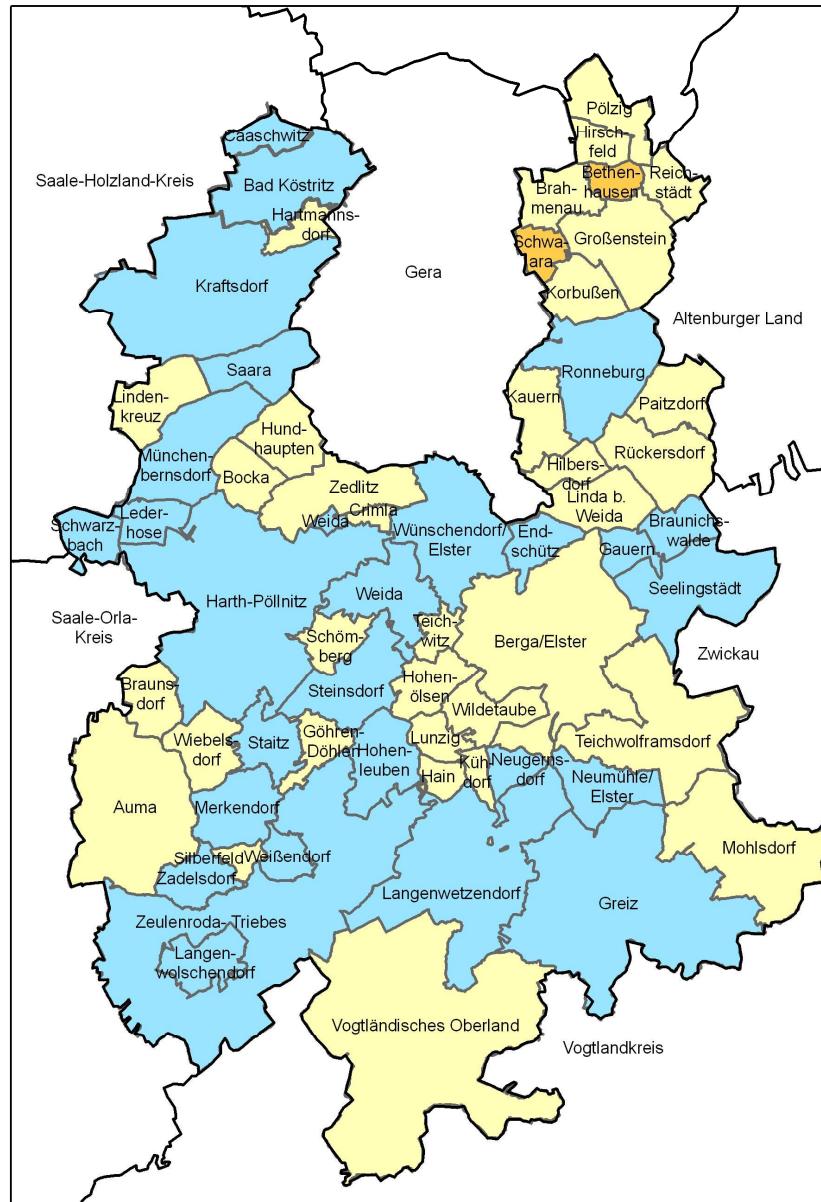 Pölzig
Hirsch-
feld
Caaschwitz
Saale-Holzland-Kreis
Bad Köstritz
Bethen-
hausen
Reich-
städt
Brah-
menau
Hartmanns-
dorf
Großenstein
Schwa-
ara
Gera
Kraftsdorf
Korbußen
Altenburger Land
Saara
Ronneburg
Linden-
kreuz
Kauern
Paitzdorf
Hund-
haupten
München-
bernsdorf
Bocka
Rückersdorf
Hilbers-
dorf
Zedlitz
Linda b.
Weida
Crimla
Weida
Leder-
hose
Schwarz-
bach
Wünschendorf/
Elster
End-
schütz
Braunichs-
walde
Gauern
Seelingstädt
Harth-Pöllnitz
Weida
Saale-Orla-
Kreis
Teich-
witz
Schöm-
berg
Berga/Elster
Zwickau
Brauns-
dorf
Steinsdorf
Hohen-
ölsen
Wildetaube
Wiebels-
dorf
Staitz
Göhren-
Döhlen
Hohen-
leuben
Lunzig
Teichwolframsdorf
Hain
Küh-
dorf
Neugerns-
dorf
Neumühle/
Elster
Auma
Merkendorf
Mohlsdorf
Silberfeld
Weißendorf
Zadelsdorf
Langenwetzendorf
Greiz
Zeulenroda-Triebes
Langen-
wolschendorf
Vogtländisches Oberland
Vogtlandkreis